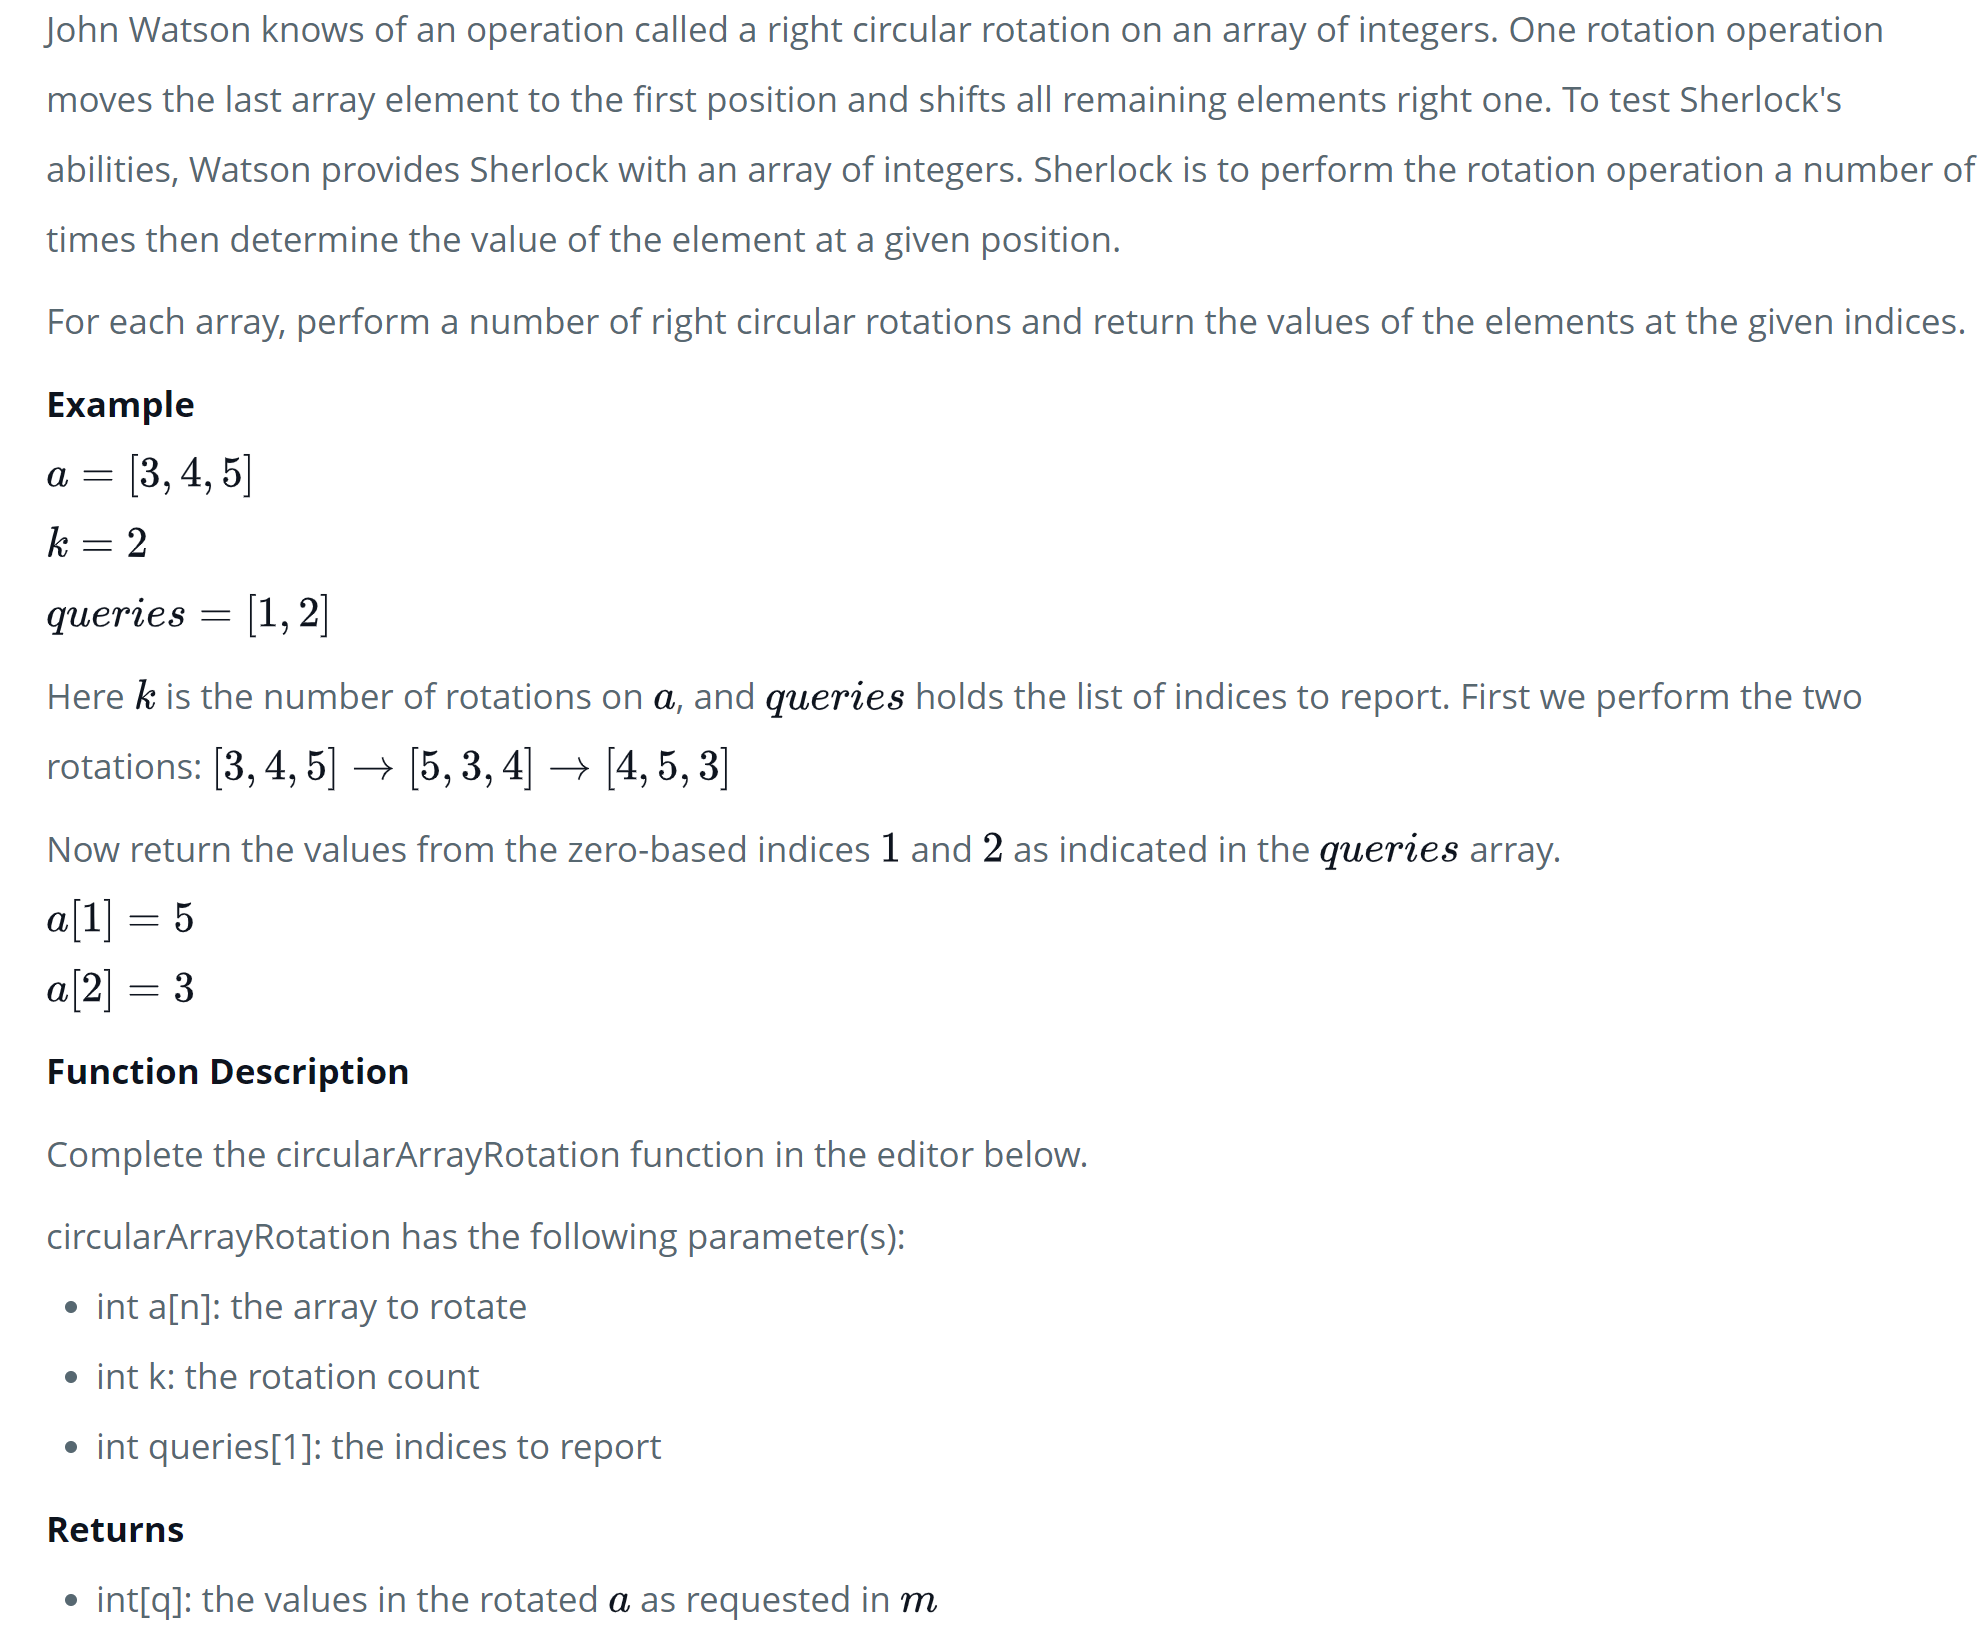 John Watson knows of an operation called a right circular rotation on an array of integers. One rotation operation
moves the last array element to the first position and shifts all remaining elements right one. To test Sherlock's
abilities, Watson provides Sherlock with an array of integers. Sherlock is to perform the rotation operation a number of
times then determine the value of the element at a given position.
For each array, perform a number of right circular rotations and return the values of the elements at the given indices.
Example
a = [3, 4, 5]
k = 2
queries = [1, 2]
Here k is the number of rotations on a, and queries holds the list of indices to report. First we perform the two
rotations: [3, 4, 5] → [5, 3, 4] → [4, 5, 3]
Now return the values from the zero-based indices 1 and 2 as indicated in the queries array.
a[1] = 5
a[2] = 3
Function Description
Complete the circularArrayRotation function in the editor below.
circularArrayRotation has the following parameter(s):
• int a[n]: the array to rotate
• int k: the rotation count
• int queries[1]: the indices to report
Returns
• int[q]: the values in the rotated a as requested in m